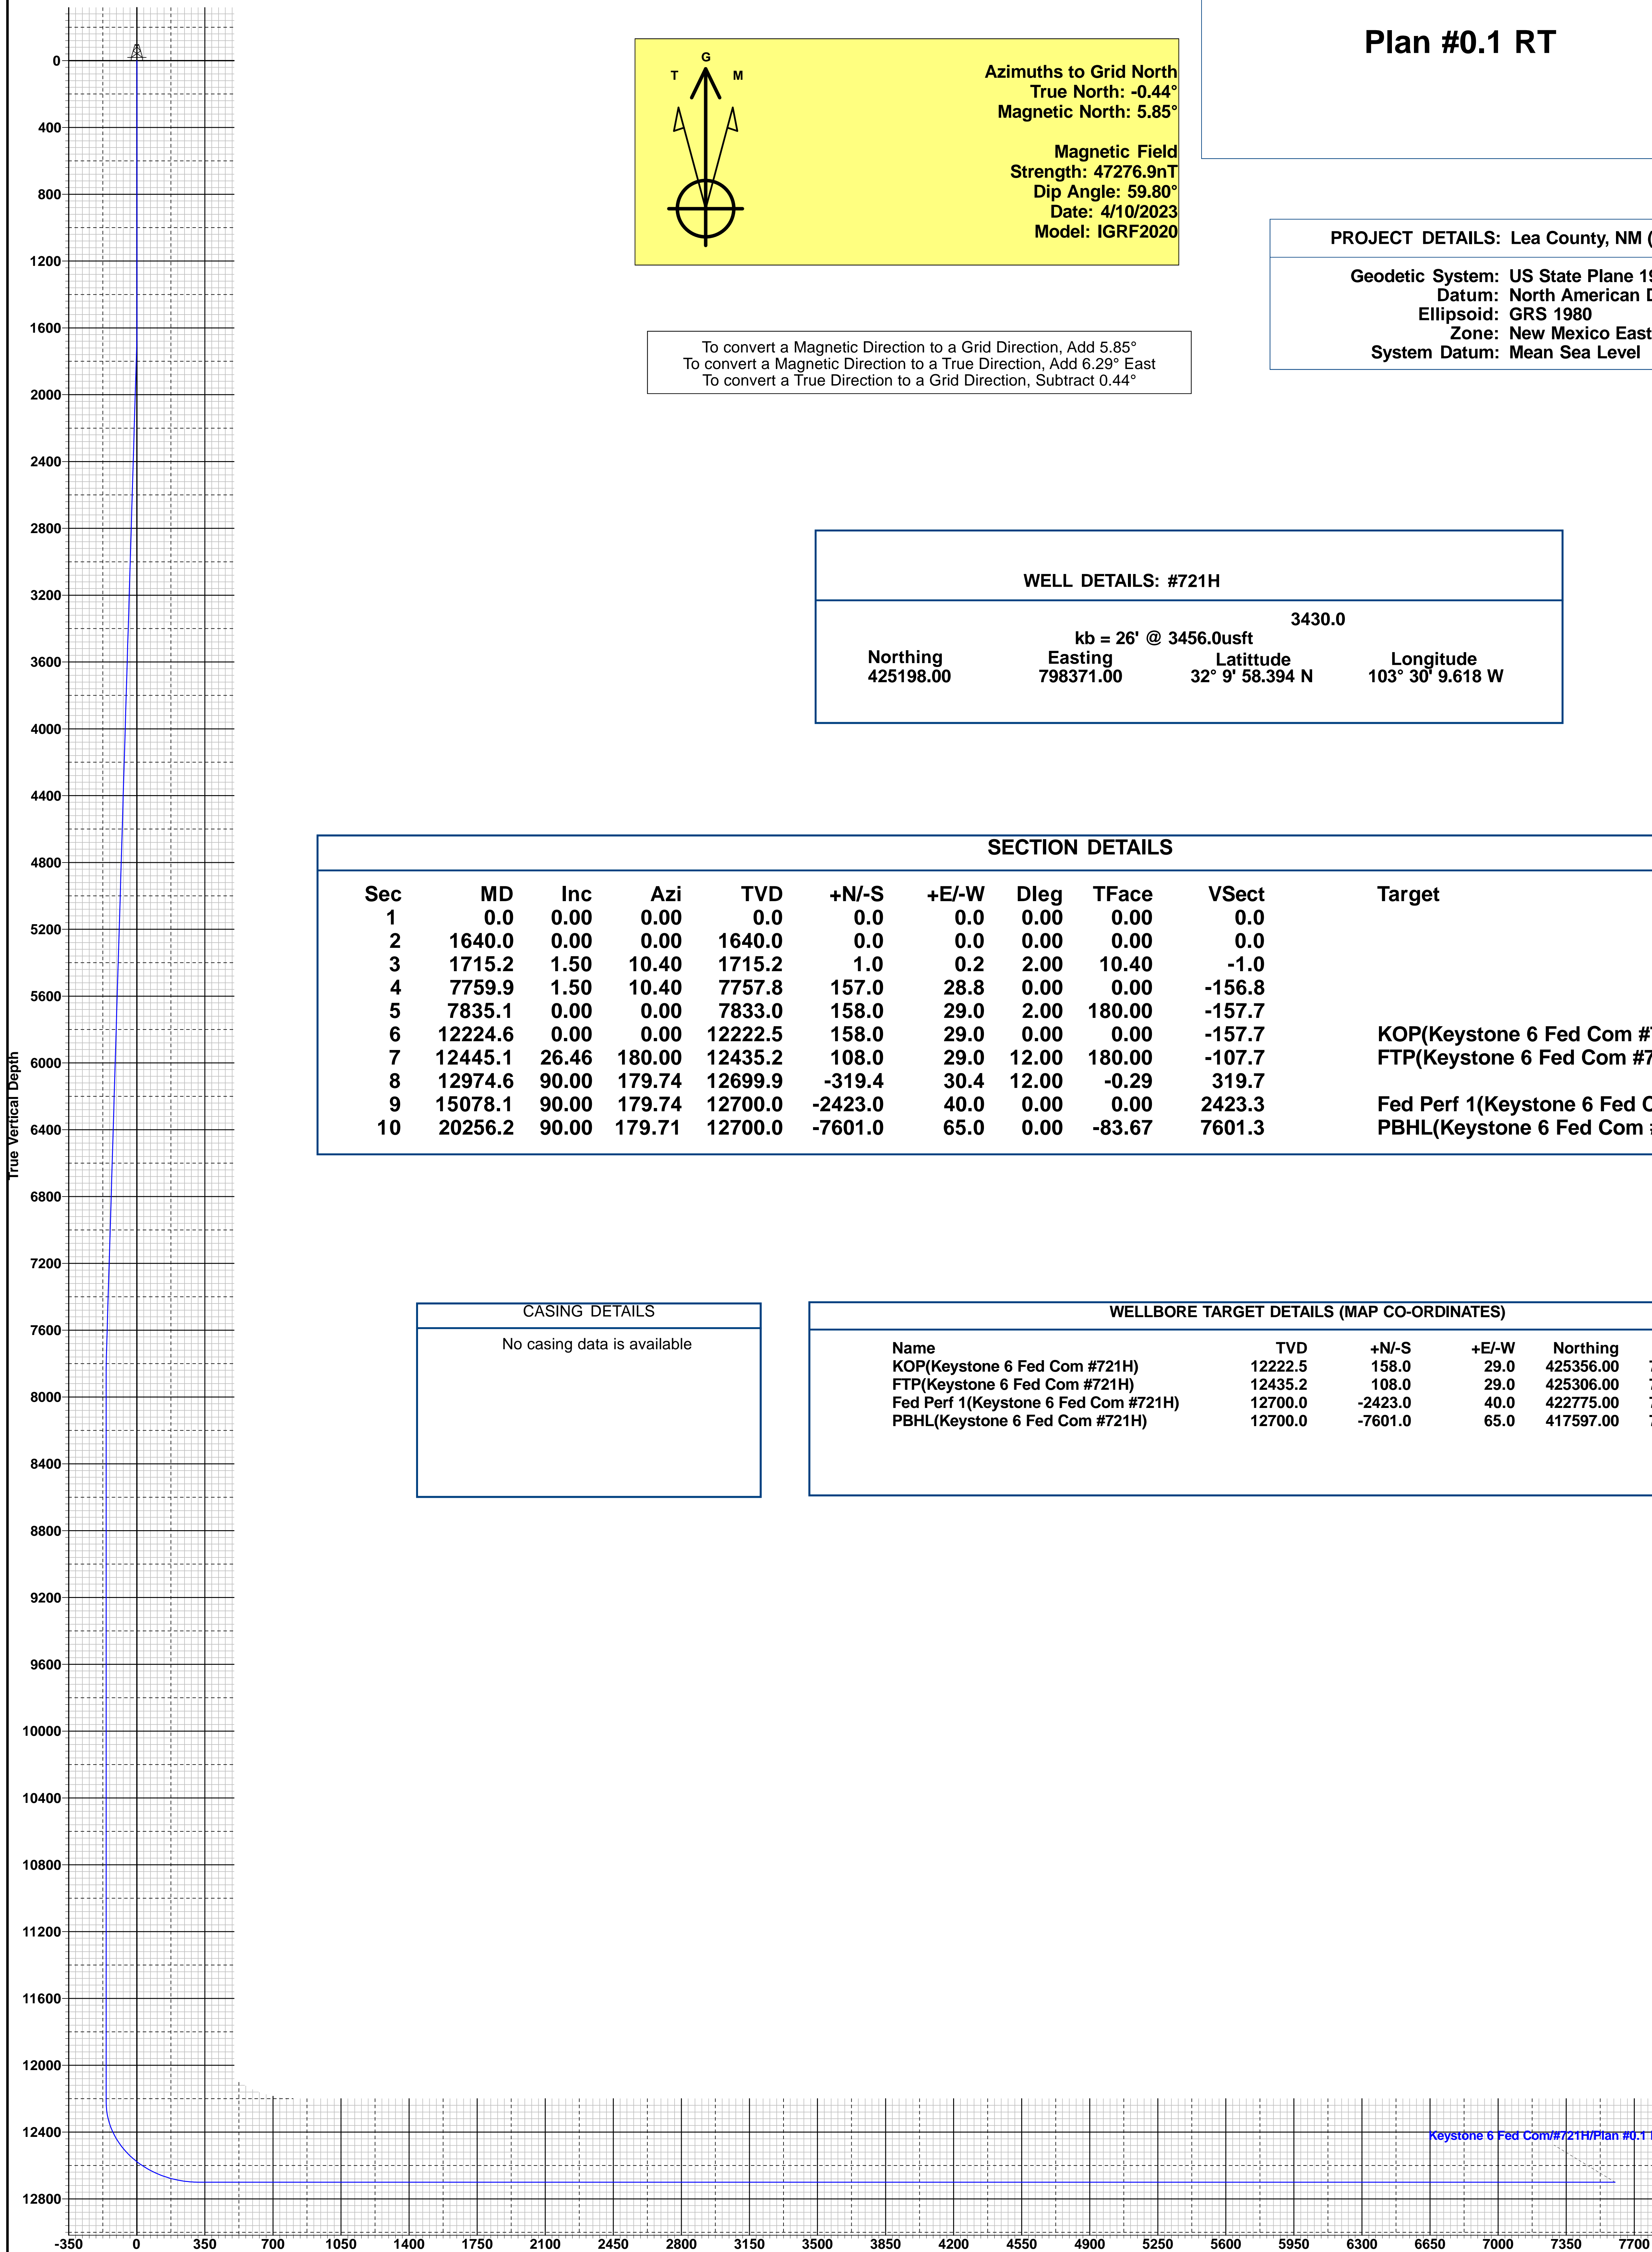 Plan #0.1 RT
T G M
Azimuths to Grid North
True North: -0.44°
Magnetic North: 5.85°
Magnetic Field
Strength: 47276.9nT
Dip Angle: 59.80°
Date: 4/10/2023
Model: IGRF2020
PROJECT DETAILS: Lea County, NM (
Geodetic System: US State Plane 19
Datum: North American D
Ellipsoid: GRS 1980
Zone: New Mexico East
System Datum: Mean Sea Level
To convert a Magnetic Direction to a Grid Direction, Add 5.85°
To convert a Magnetic Direction to a True Direction, Add 6.29° East
To convert a True Direction to a Grid Direction, Subtract 0.44°
WELL DETAILS: #721H
3430.0
kb = 26' @ 3456.0usft
Northing Easting Latittude Longitude
425198.00 798371.00 32° 9' 58.394 N 103° 30' 9.618 W
SECTION DETAILS
Sec MD Inc Azi TVD +N/-S +E/-W Dleg TFace VSect Target
1 0.0 0.00 0.00 0.0 0.0 0.0 0.00 0.00 0.0
2 1640.0 0.00 0.00 1640.0 0.0 0.0 0.00 0.00 0.0
3 1715.2 1.50 10.40 1715.2 1.0 0.2 2.00 10.40 -1.0
4 7759.9 1.50 10.40 7757.8 157.0 28.8 0.00 0.00 -156.8
5 7835.1 0.00 0.00 7833.0 158.0 29.0 2.00 180.00 -157.7
6 12224.6 0.00 0.00 12222.5 158.0 29.0 0.00 0.00 -157.7 KOP(Keystone 6 Fed Com #7
7 12445.1 26.46 180.00 12435.2 108.0 29.0 12.00 180.00 -107.7 FTP(Keystone 6 Fed Com #7
8 12974.6 90.00 179.74 12699.9 -319.4 30.4 12.00 -0.29 319.7
9 15078.1 90.00 179.74 12700.0 -2423.0 40.0 0.00 0.00 2423.3 Fed Perf 1(Keystone 6 Fed C
10 20256.2 90.00 179.71 12700.0 -7601.0 65.0 0.00 -83.67 7601.3 PBHL(Keystone 6 Fed Com #
CASING DETAILS
No casing data is available
WELLBORE TARGET DETAILS (MAP CO-ORDINATES)
Name TVD +N/-S +E/-W Northing
KOP(Keystone 6 Fed Com #721H) 12222.5 158.0 29.0 425356.00 7
FTP(Keystone 6 Fed Com #721H) 12435.2 108.0 29.0 425306.00 7
Fed Perf 1(Keystone 6 Fed Com #721H) 12700.0 -2423.0 40.0 422775.00 7
PBHL(Keystone 6 Fed Com #721H) 12700.0 -7601.0 65.0 417597.00 7
True Vertical Depth
0
400
800
1200
1600
2000
2400
2800
3200
3600
4000
4400
4800
5200
5600
6000
6400
6800
7200
7600
8000
8400
8800
9200
9600
10000
10400
10800
11200
11600
12000
12400
12800
Keystone 6 Fed Com/#721H/Plan #0.1
-350 0 350 700 1050 1400 1750 2100 2450 2800 3150 3500 3850 4200 4550 4900 5250 5600 5950 6300 6650 7000 7350 7700